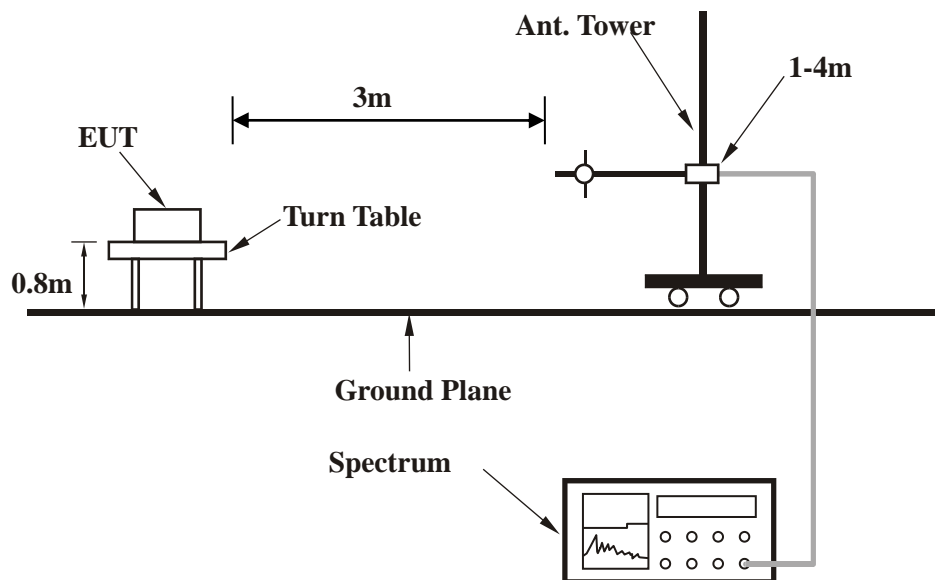 Ant. Tower
1-4m
3m
EUT
Turn Table
0.8m
Ground Plane
Spectrum